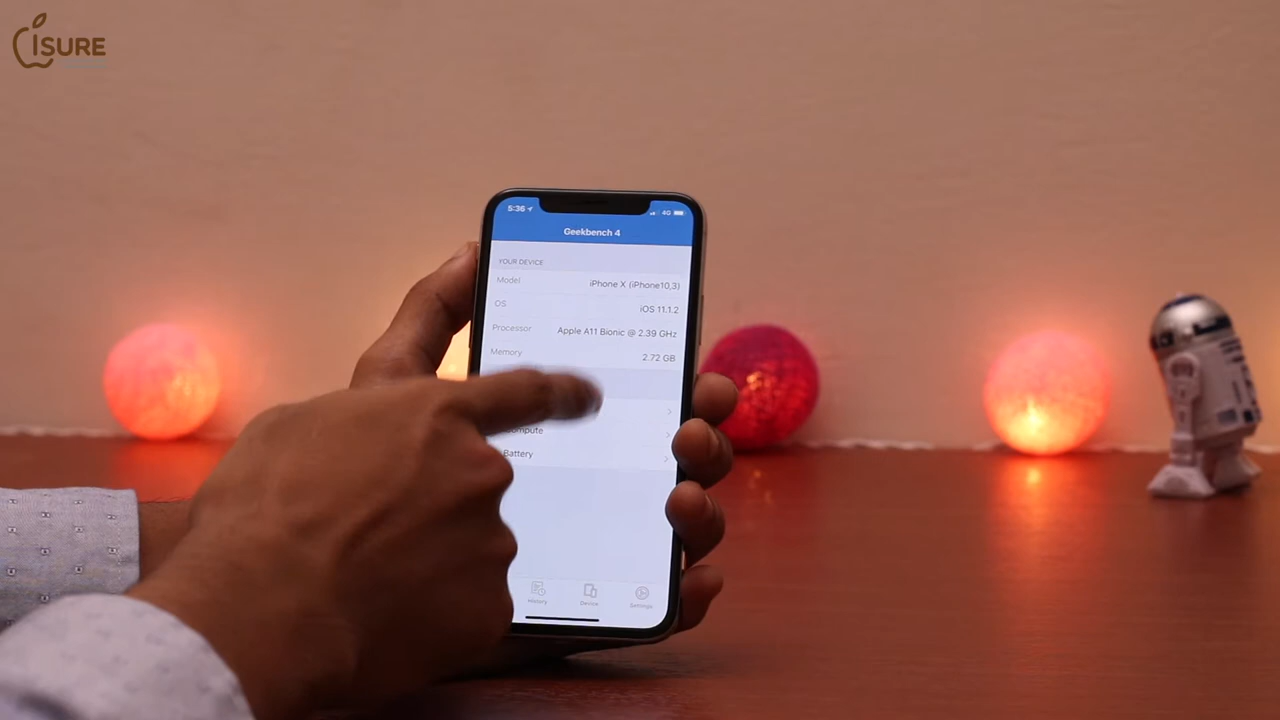 ISURE
5:36 4G
Geekbench 4
YOUR DEVICE
Model iPhone X (iPhone10,3)
OS iOS 11.1.2
Processor Apple A11 Bionic @ 2.39 GHz
Memory 2.72 GB
Battery
History Device Settings